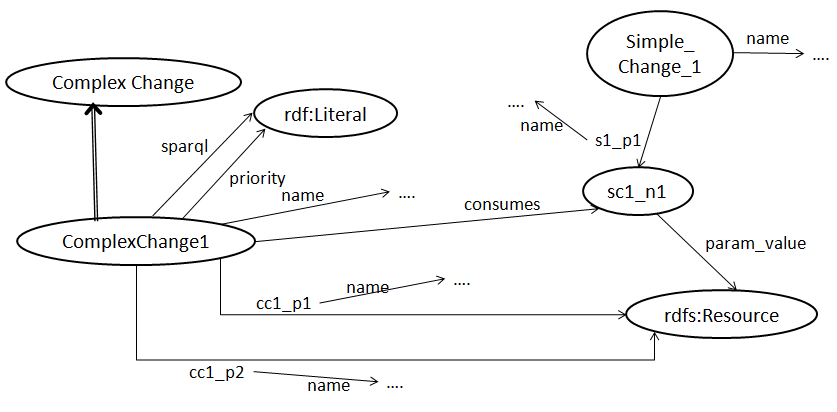 Simple_
Change_1
name
....
Complex Change
....
name
rdf:Literal
s1_p1
sparql
priority
name
....
sc1_n1
consumes
ComplexChange1
param_value
name
....
cc1_p1
rdfs:Resource
cc1_p2
name
....